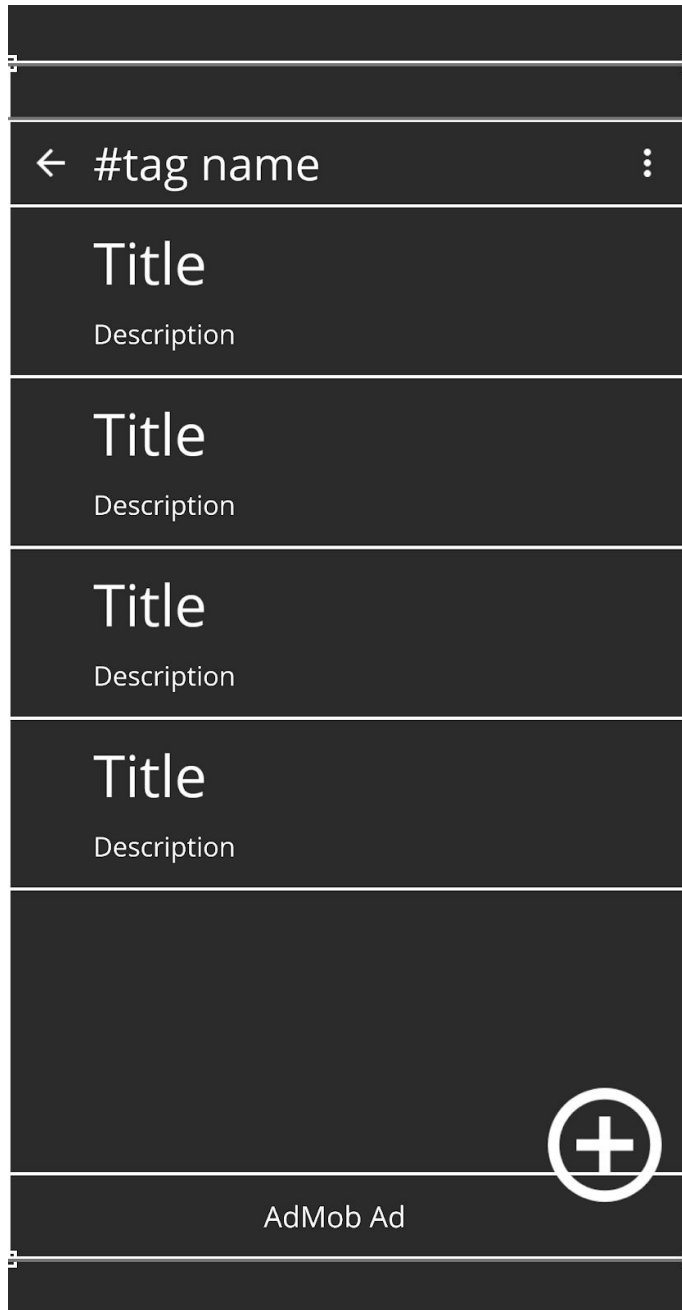 #tag name
Title
Description
Title
Description
Title
Description
Title
Description
AdMob Ad